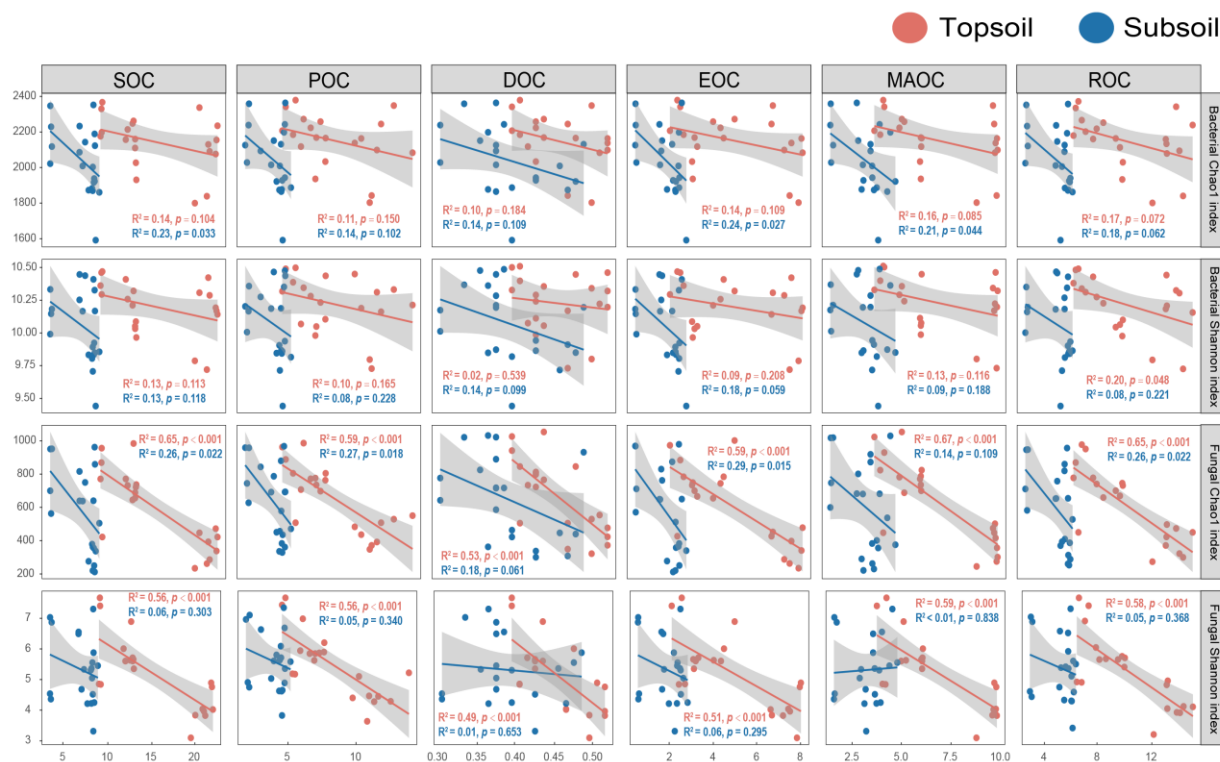 Topsoil Subsoil
SOC POC DOC EOC MAOC ROC
2400
2200
2000
1800
1600
R² = 0.14, p = 0.104
R² = 0.23, p = 0.033
R² = 0.11, p = 0.150
R² = 0.14, p = 0.102
R² = 0.10, p = 0.184
R² = 0.14, p = 0.109
R² = 0.14, p = 0.109
R² = 0.24, p = 0.027
R² = 0.16, p = 0.085
R² = 0.21, p = 0.044
R² = 0.17, p = 0.072
R² = 0.18, p = 0.062
Bacterial Chao1 index
10.50
10.25
10.00
9.75
9.50
R² = 0.13, p = 0.113
R² = 0.13, p = 0.118
R² = 0.10, p = 0.165
R² = 0.08, p = 0.228
R² = 0.02, p = 0.539
R² = 0.14, p = 0.099
R² = 0.09, p = 0.208
R² = 0.18, p = 0.059
R² = 0.13, p = 0.116
R² = 0.09, p = 0.188
R² = 0.20, p = 0.048
R² = 0.08, p = 0.221
Bacterial Shannon index
1000
800
600
400
200
R² = 0.65, p < 0.001
R² = 0.26, p = 0.022
R² = 0.59, p < 0.001
R² = 0.27, p = 0.018
R² = 0.53, p < 0.001
R² = 0.18, p = 0.061
R² = 0.59, p < 0.001
R² = 0.29, p = 0.015
R² = 0.67, p < 0.001
R² = 0.14, p = 0.109
R² = 0.65, p < 0.001
R² = 0.26, p = 0.022
Fungal Chao1 index
7
6
5
4
3
R² = 0.56, p < 0.001
R² = 0.06, p = 0.303
R² = 0.56, p < 0.001
R² = 0.05, p = 0.340
R² = 0.49, p < 0.001
R² = 0.01, p = 0.653
R² = 0.51, p < 0.001
R² = 0.06, p = 0.295
R² = 0.59, p < 0.001
R² < 0.01, p = 0.838
R² = 0.58, p < 0.001
R² = 0.05, p = 0.368
Fungal Shannon index
5 10 15 20
5 10
0.30 0.35 0.40 0.45 0.50
2 4 6 8
2.5 5.0 7.5 10.0
4 8 12